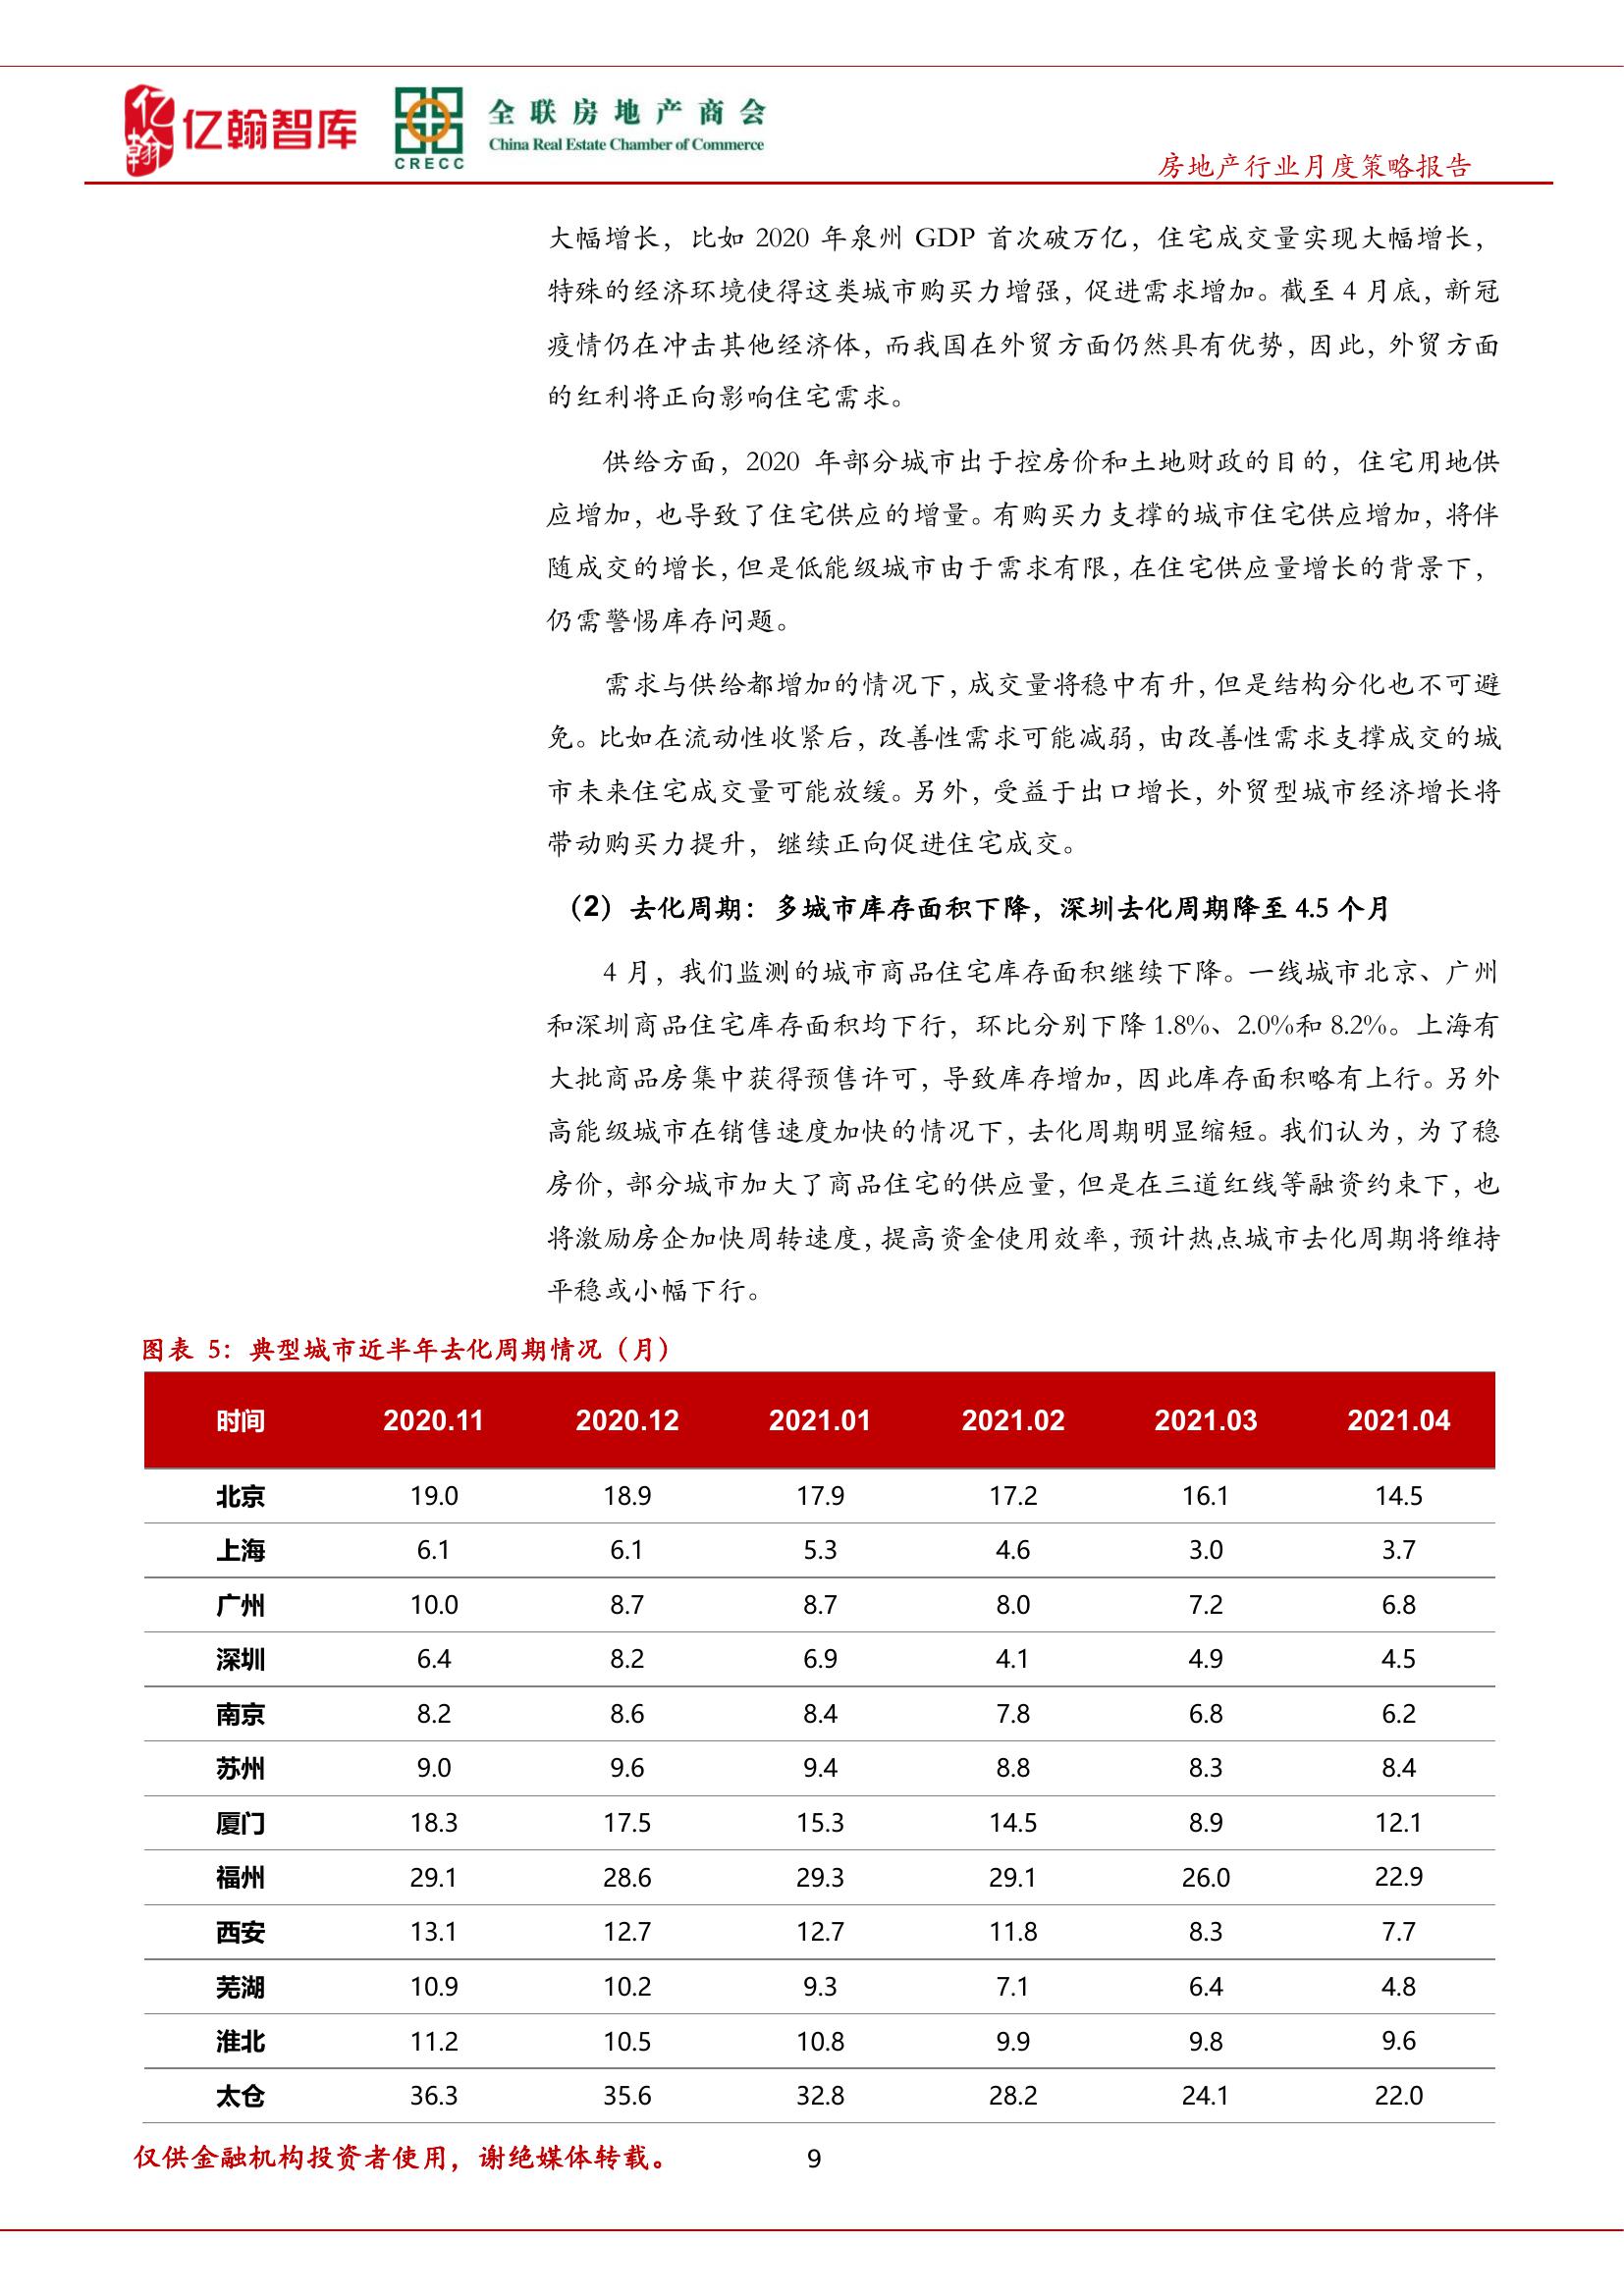 亿翰
亿翰智库
CRECC
全联房地产商会
China Real Estate Chamber of Commerce
房地产行业月度策略报告
大幅增长，比如 2020 年泉州 GDP 首次破万亿，住宅成交量实现大幅增长，
特殊的经济环境使得这类城市购买力增强，促进需求增加。截至 4 月底，新冠
疫情仍在冲击其他经济体，而我国在外贸方面仍然具有优势，因此，外贸方面
的红利将正向影响住宅需求。
供给方面，2020 年部分城市出于控房价和土地财政的目的，住宅用地供
应增加，也导致了住宅供应的增量。有购买力支撑的城市住宅供应增加，将伴
随成交的增长，但是低能级城市由于需求有限，在住宅供应量增长的背景下，
仍需警惕库存问题。
需求与供给都增加的情况下，成交量将稳中有升，但是结构分化也不可避
免。比如在流动性收紧后，改善性需求可能减弱，由改善性需求支撑成交的城
市未来住宅成交量可能放缓。另外，受益于出口增长，外贸型城市经济增长将
带动购买力提升，继续正向促进住宅成交。
（2）去化周期：多城市库存面积下降，深圳去化周期降至 4.5 个月
4 月，我们监测的城市商品住宅库存面积继续下降。一线城市北京、广州
和深圳商品住宅库存面积均下行，环比分别下降 1.8%、2.0%和 8.2%。上海有
大批商品房集中获得预售许可，导致库存增加，因此库存面积略有上行。另外
高能级城市在销售速度加快的情况下，去化周期明显缩短。我们认为，为了稳
房价，部分城市加大了商品住宅的供应量，但是在三道红线等融资约束下，也
将激励房企加快周转速度，提高资金使用效率，预计热点城市去化周期将维持
平稳或小幅下行。
图表 5：典型城市近半年去化周期情况（月）
时间 2020.11 2020.12 2021.01 2021.02 2021.03 2021.04
北京 19.0 18.9 17.9 17.2 16.1 14.5
上海 6.1 6.1 5.3 4.6 3.0 3.7
广州 10.0 8.7 8.7 8.0 7.2 6.8
深圳 6.4 8.2 6.9 4.1 4.9 4.5
南京 8.2 8.6 8.4 7.8 6.8 6.2
苏州 9.0 9.6 9.4 8.8 8.3 8.4
厦门 18.3 17.5 15.3 14.5 8.9 12.1
福州 29.1 28.6 29.3 29.1 26.0 22.9
西安 13.1 12.7 12.7 11.8 8.3 7.7
芜湖 10.9 10.2 9.3 7.1 6.4 4.8
淮北 11.2 10.5 10.8 9.9 9.8 9.6
太仓 36.3 35.6 32.8 28.2 24.1 22.0
仅供金融机构投资者使用，谢绝媒体转载。 9